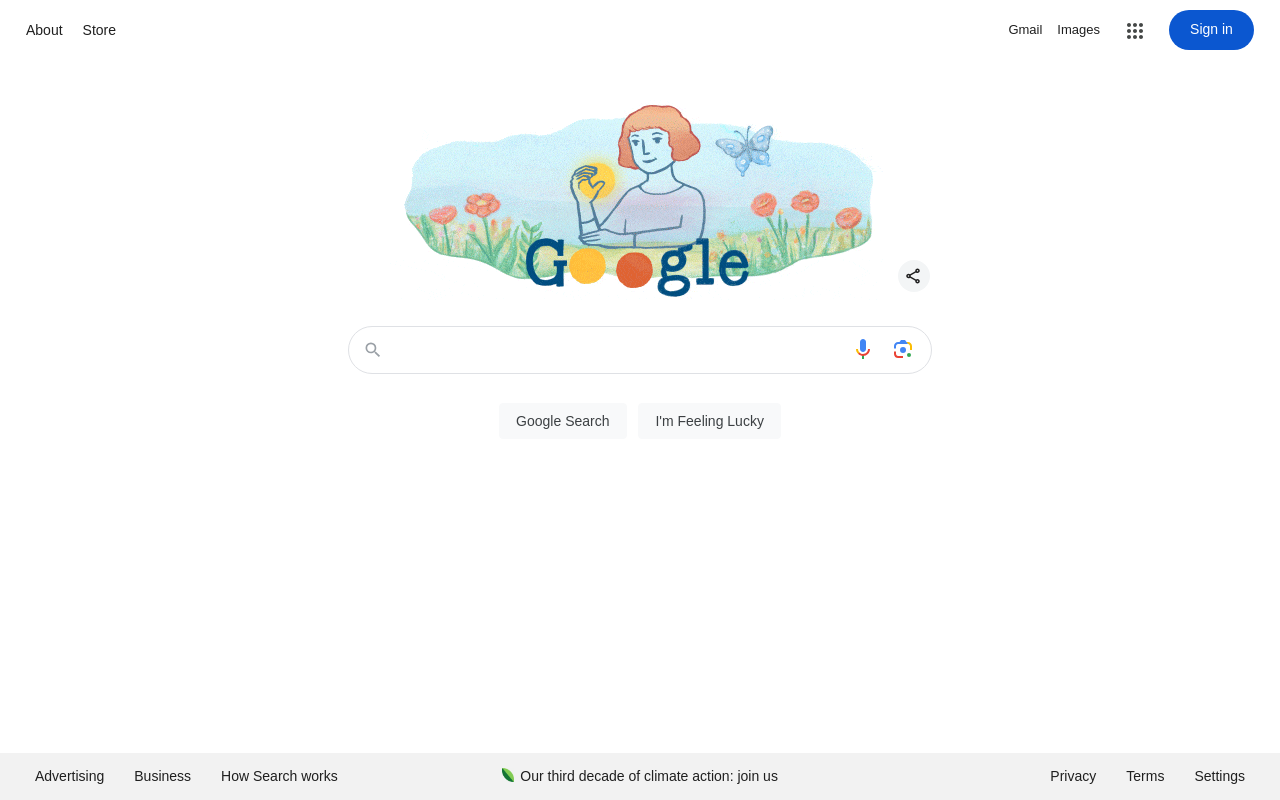 About Store Gmail Images Sign in
Google
Google Search I'm Feeling Lucky
Advertising Business How Search works Our third decade of climate action: join us Privacy Terms Settings